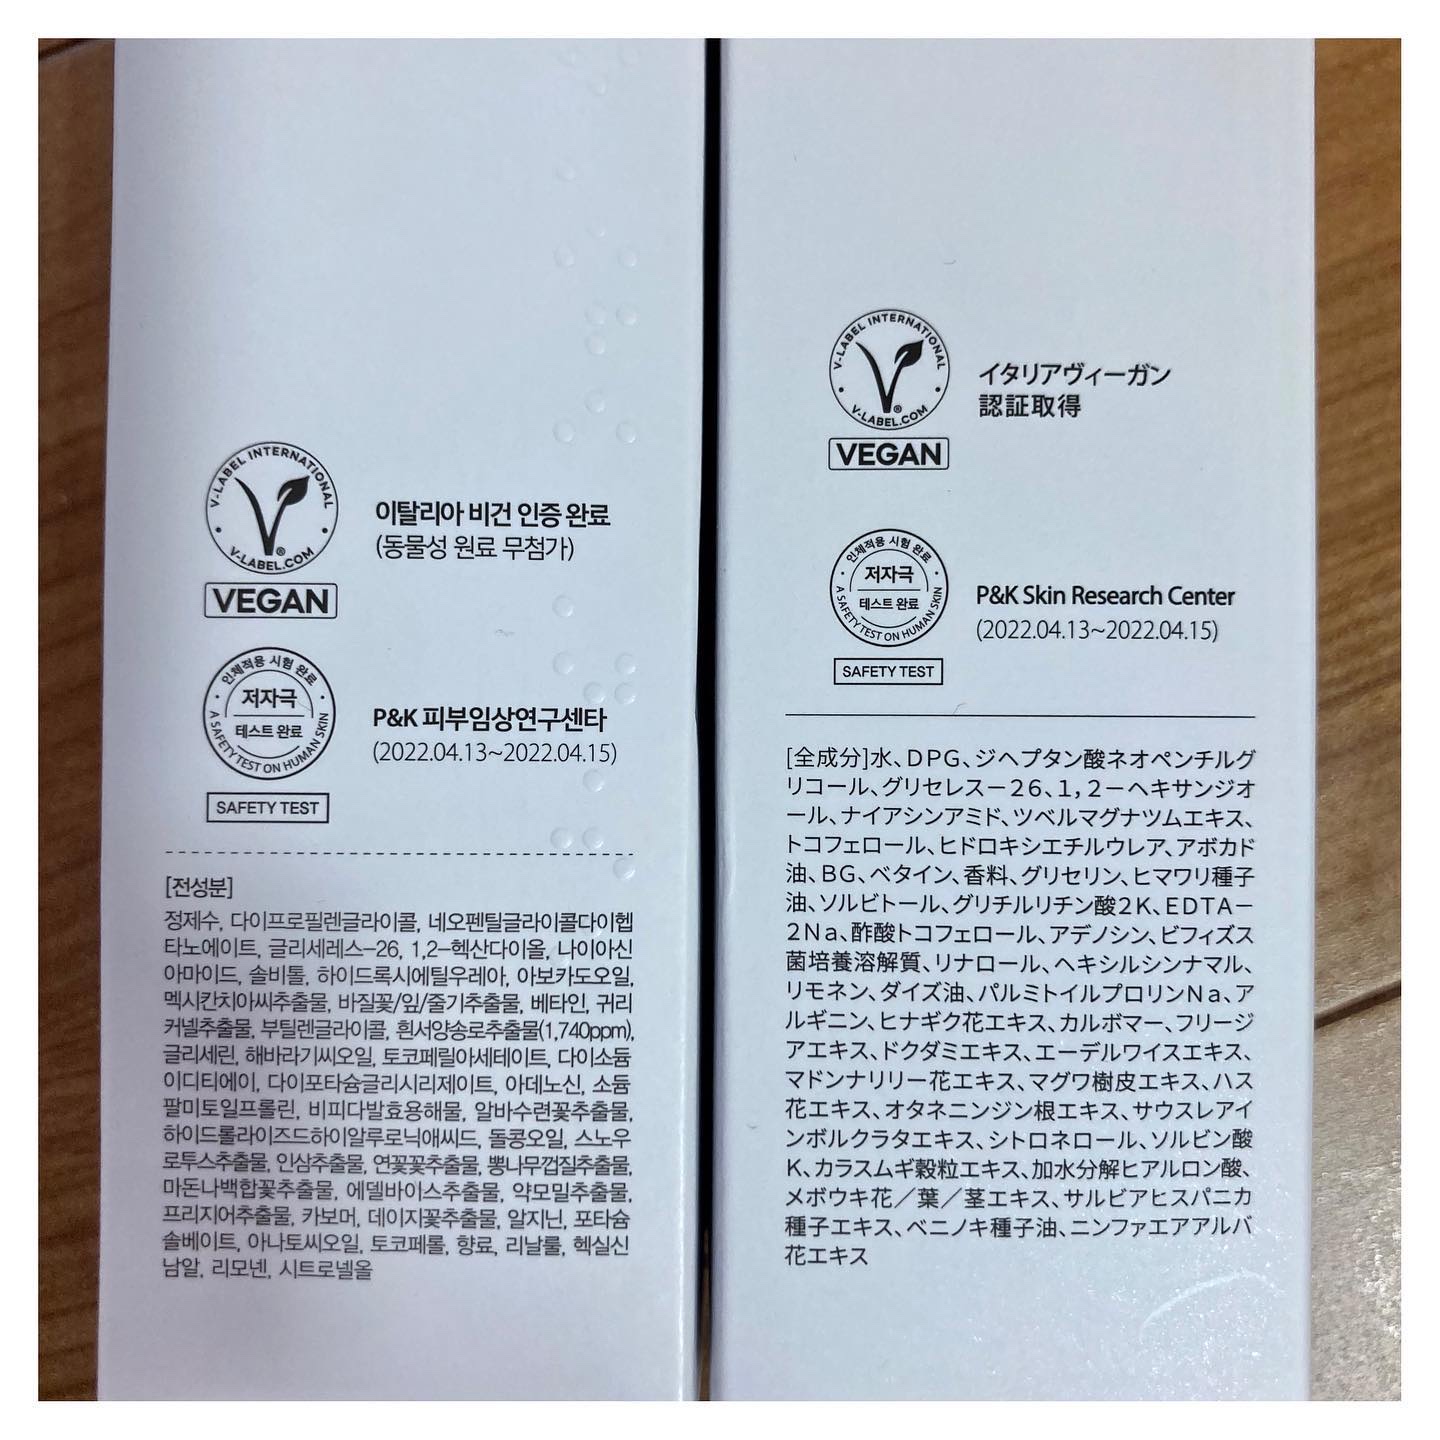 V-LABEL INTERNATIONAL
V-LABEL.COM
VEGAN
이탈리아 비건 인증 완료
(동물성 원료 무첨가)
인체적용 시험 완료
저자극
테스트 완료
A SAFETY TEST ON HUMAN SKIN
SAFETY TEST
P&K 피부임상연구센타
(2022.04.13~2022.04.15)
[전성분]
정제수, 다이프로필렌글라이콜, 네오펜틸글라이콜다이헵
타노에이트, 글리세레스-26, 1,2-헥산다이올, 나이아신
아마이드, 솔비톨, 하이드록시에틸우레아, 아보카도오일,
멕시칸치아씨추출물, 바질꽃/잎/줄기추출물, 베타인, 귀리
커넬추출물, 부틸렌글라이콜, 흰서양송로추출물(1,740ppm),
글리세린, 해바라기씨오일, 토코페릴아세테이트, 다이소듐
이디티에이, 다이포타슘글리시리제이트, 아데노신, 소듐
팔미토일프롤린, 비피다발효용해물, 알바수련꽃추출물,
하이드롤라이즈드하이알루로닉애씨드, 돌콩오일, 스노우
로투스추출물, 인삼추출물, 연꽃꽃추출물, 뽕나무껍질추출물,
마돈나백합꽃추출물, 에델바이스추출물, 약모밀추출물,
프리지어추출물, 카보머, 데이지꽃추출물, 알지닌, 포타슘
솔베이트, 아나토씨오일, 토코페롤, 향료, 리날룰, 헥실신
남알, 리모넨, 시트로넬올
V-LABEL INTERNATIONAL
V-LABEL.COM
VEGAN
イタリアヴィーガン
認証取得
인체적용 시험 완료
저자극
테스트 완료
A SAFETY TEST ON HUMAN SKIN
SAFETY TEST
P&K Skin Research Center
(2022.04.13~2022.04.15)
[全成分]水、DPG、ジヘプタン酸ネオペンチルグ
リコール、グリセレス－26、1,2－ヘキサンジオ
ール、ナイアシンアミド、ツベルマグナツムエキス、
トコフェロール、ヒドロキシエチルウレア、アボカド
油、BG、ベタイン、香料、グリセリン、ヒマワリ種子
油、ソルビトール、グリチルリチン酸2K、EDTA－
2Na、酢酸トコフェロール、アデノシン、ビフィズス
菌培養溶解質、リナロール、ヘキシルシンナマル、
リモネン、ダイズ油、パルミトイルプロリンNa、ア
ルギニン、ヒナギク花エキス、カルボマー、フリージ
アエキス、ドクダミエキス、エーデルワイスエキス、
マドンナリリー花エキス、マグワ樹皮エキス、ハス
花エキス、オタネニンジン根エキス、サウスレアイ
ンボルクラタエキス、シトロネロール、ソルビン酸
K、カラスムギ穀粒エキス、加水分解ヒアルロン酸、
メボウキ花／葉／茎エキス、サルビアヒスパニカ
種子エキス、ベニノキ種子油、ニンファエアアルバ
花エキス